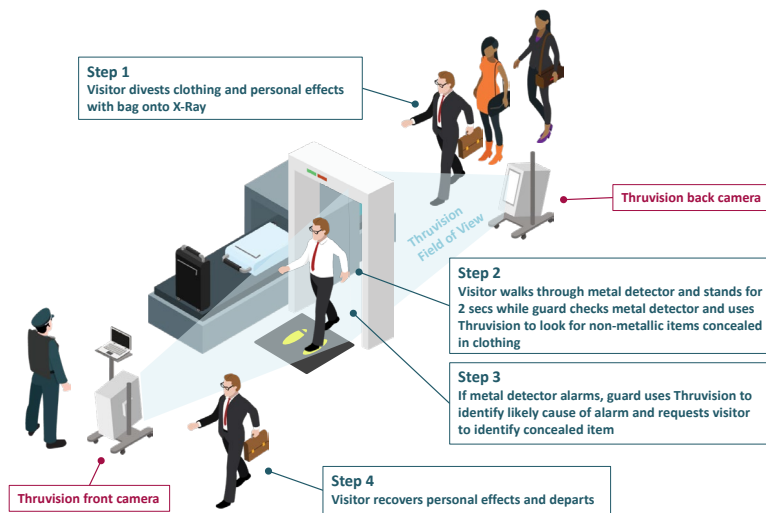 Step 1
Visitor divests clothing and personal effects
with bag onto X-Ray
Thruvision back camera
Thruvision
Field of View
Step 2
Visitor walks through metal detector and stands for
2 secs while guard checks metal detector and uses
Thruvision to look for non-metallic items concealed
in clothing
Step 3
If metal detector alarms, guard uses Thruvision to
identify likely cause of alarm and requests visitor
to identify concealed item
Step 4
Visitor recovers personal effects and departs
Thruvision front camera